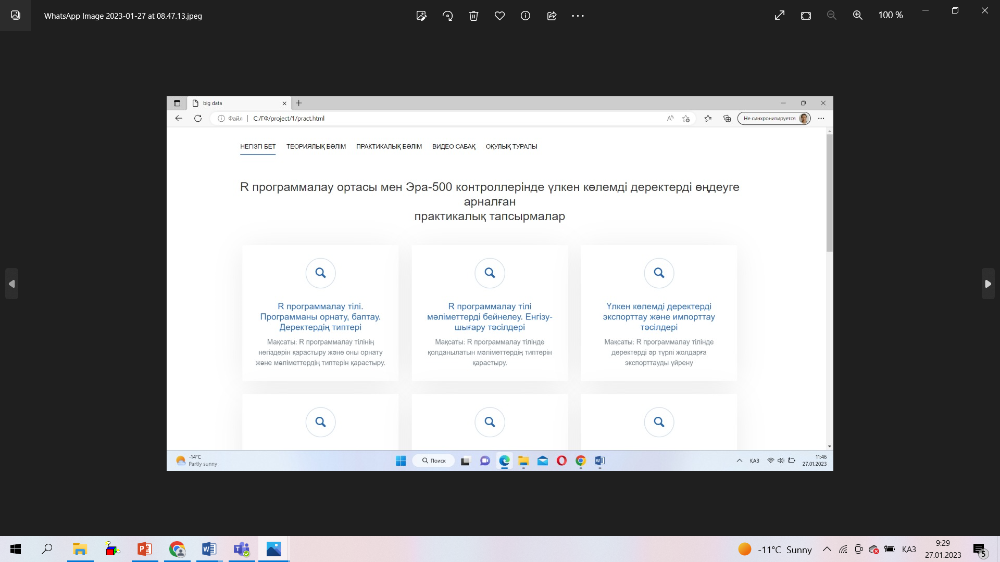 WhatsApp Image 2023-01-27 at 08.47.13.jpeg
100 %
big data
Файл
C:/ГФ/project/1/pract.html
Не синхронизируется
НЕГІЗГІ БЕТ ТЕОРИЯЛЫҚ БӨЛІМ ПРАКТИКАЛЫҚ БӨЛІМ ВИДЕО САБАҚ ОҚУЛЫҚ ТУРАЛЫ
R программалау ортасы мен Эра-500 контроллерінде үлкен көлемді деректерді өңдеуге
арналған
практикалық тапсырмалар
R программалау тілі.
Программаны орнату, баптау.
Деректердің типтері
Мақсаты: R программалау тілінің
негіздерін қарастыру және оны орнату
және мәліметтердің типтерін қарастыру.
R программалау тілі
мәліметтерді бейнелеу. Енгізу-
шығару тәсілдері
Мақсаты: R программалау тілінде
қолданылатын мәліметтердің типтерін
қарастыру.
Үлкен көлемді деректерді
экспорттау және импорттау
тәсілдері
Мақсаты: R программалау тілінде
деректерді әр түрлі жолдарға
экспорттауды үйрену
-14°C
Partly sunny
Поиск
ҚАЗ
11:46
27.01.2023
-11°C Sunny
ҚАЗ
9:29
27.01.2023
5